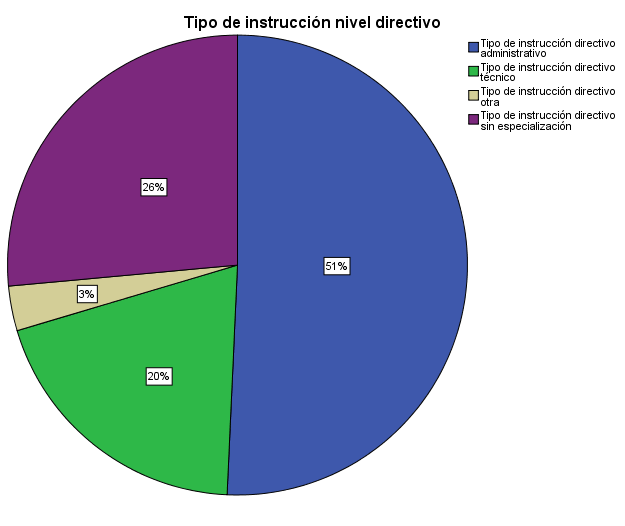 Tipo de instrucción nivel directivo
Tipo de instrucción directivo
administrativo
Tipo de instrucción directivo
técnico
Tipo de instrucción directivo
otra
Tipo de instrucción directivo
sin especialización
26%
51%
3%
20%